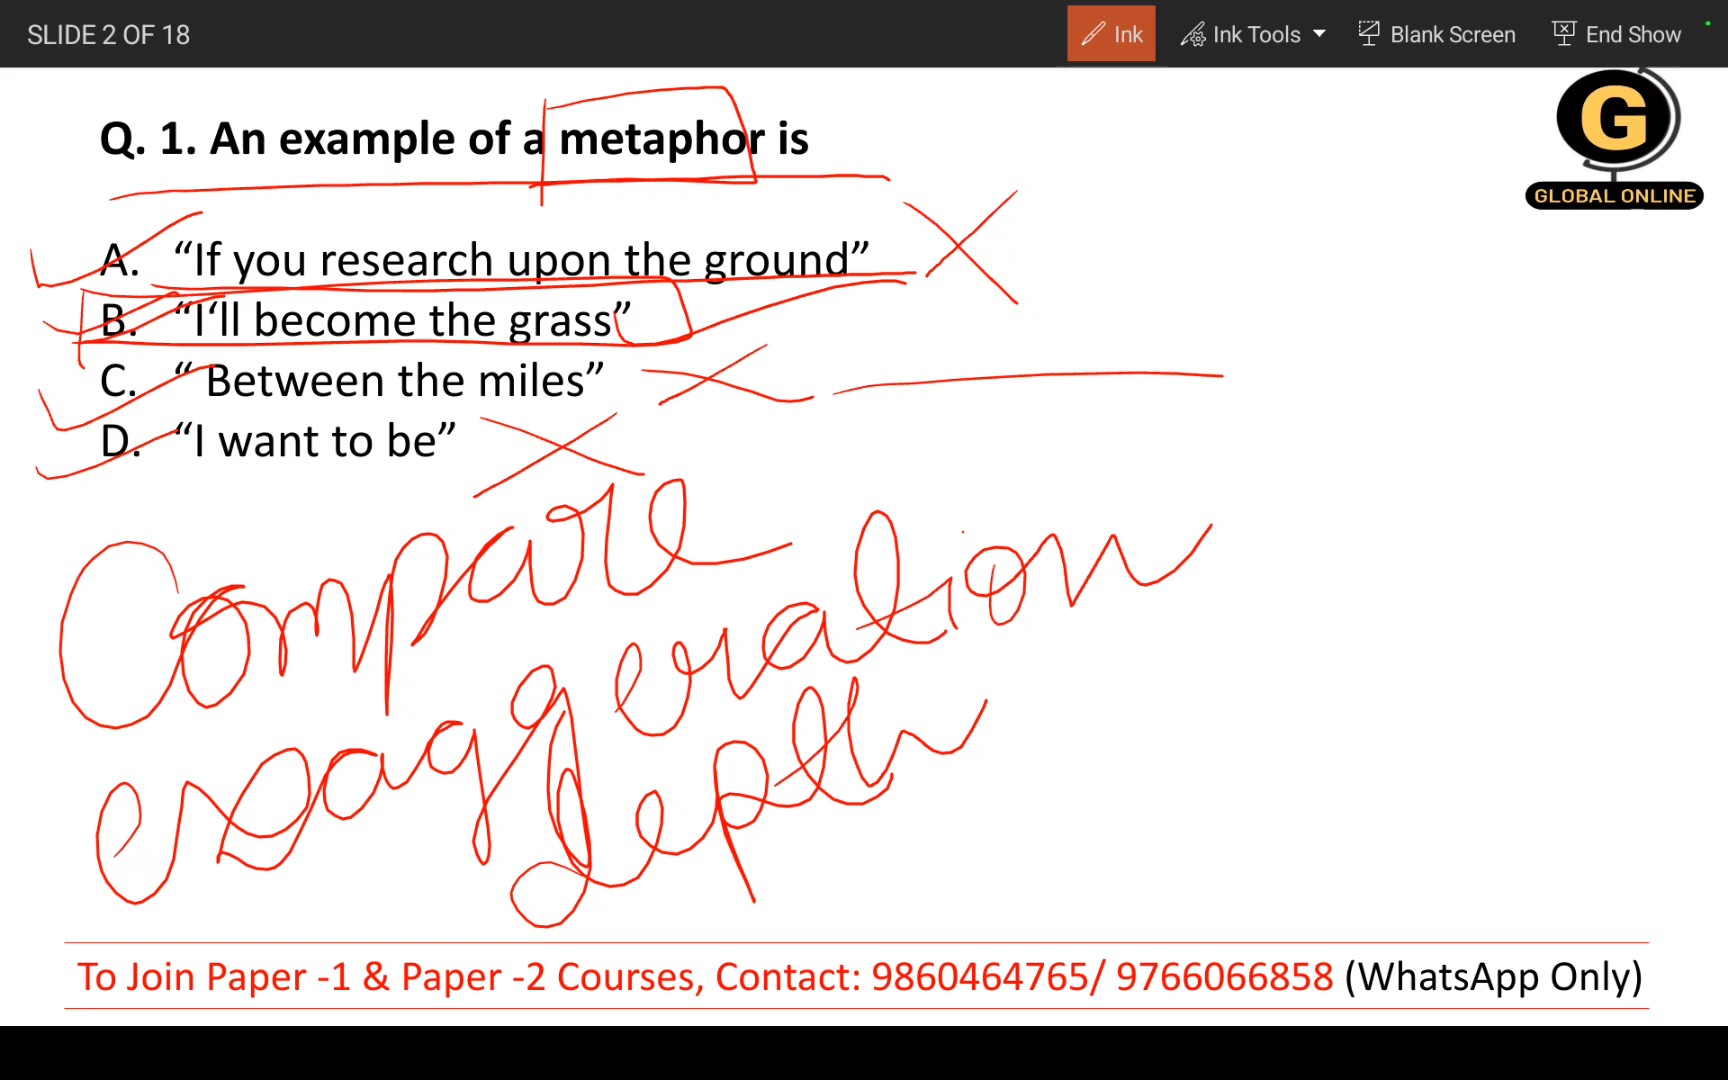 SLIDE 2 OF 18 Ink Ink Tools Blank Screen End Show
G
GLOBAL ONLINE
Q. 1. An example of a metaphor is
A. “If you research upon the ground”
B. “I‘ll become the grass”
C. “ Between the miles”
D. “I want to be”
Compare
exaggeration
depth
To Join Paper -1 & Paper -2 Courses, Contact: 9860464765/ 9766066858 (WhatsApp Only)